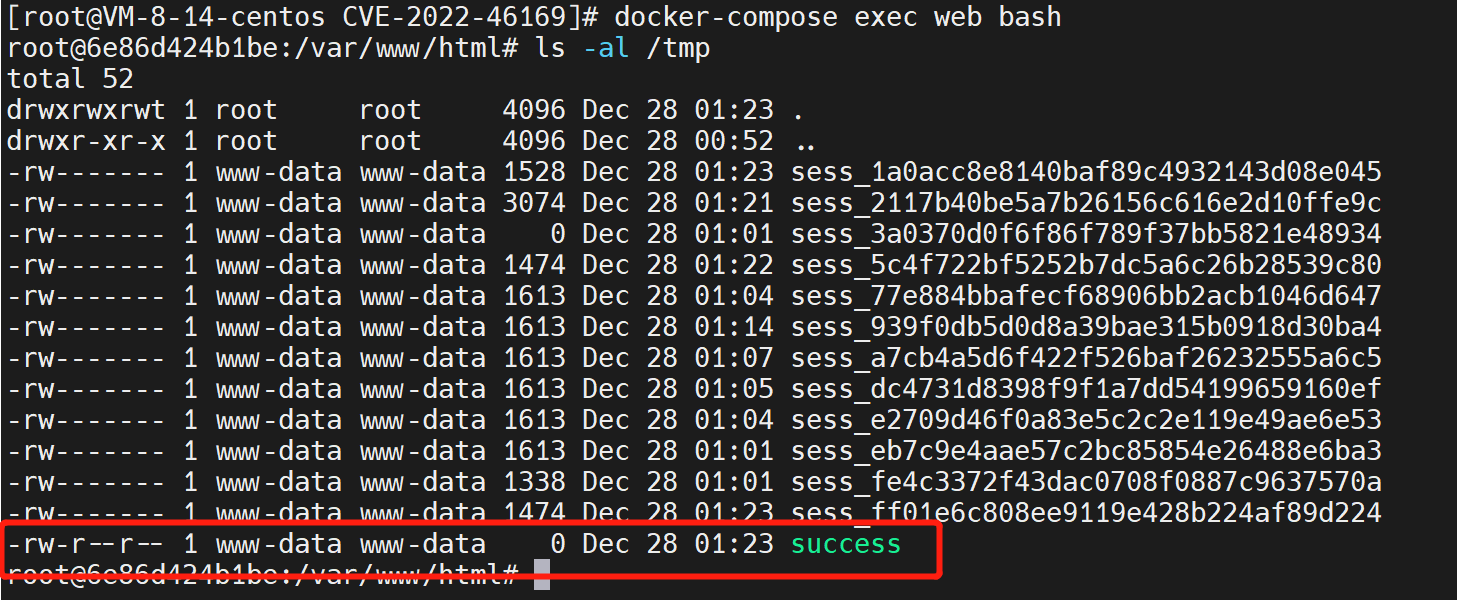 [root@VM-8-14-centos CVE-2022-46169]# docker-compose exec web bash
root@6e86d424b1be:/var/www/html# ls -al /tmp
total 52
drwxrwxrwt 1 root     root     4096 Dec 28 01:23 .
drwxr-xr-x 1 root     root     4096 Dec 28 00:52 ..
-rw------- 1 www-data www-data 1528 Dec 28 01:23 sess_1a0acc8e8140baf89c4932143d08e045
-rw------- 1 www-data www-data 3074 Dec 28 01:21 sess_2117b40be5a7b26156c616e2d10ffe9c
-rw------- 1 www-data www-data    0 Dec 28 01:01 sess_3a0370d0f6f86f789f37bb5821e48934
-rw------- 1 www-data www-data 1474 Dec 28 01:22 sess_5c4f722bf5252b7dc5a6c26b28539c80
-rw------- 1 www-data www-data 1613 Dec 28 01:04 sess_77e884bbafecf68906bb2acb1046d647
-rw------- 1 www-data www-data 1613 Dec 28 01:14 sess_939f0db5d0d8a39bae315b0918d30ba4
-rw------- 1 www-data www-data 1613 Dec 28 01:07 sess_a7cb4a5d6f422f526baf26232555a6c5
-rw------- 1 www-data www-data 1613 Dec 28 01:05 sess_dc4731d8398f9f1a7dd54199659160ef
-rw------- 1 www-data www-data 1613 Dec 28 01:04 sess_e2709d46f0a83e5c2c2e119e49ae6e53
-rw------- 1 www-data www-data 1613 Dec 28 01:01 sess_eb7c9e4aae57c2bc85854e26488e6ba3
-rw------- 1 www-data www-data 1338 Dec 28 01:01 sess_fe4c3372f43dac0708f0887c9637570a
-rw------- 1 www-data www-data 1474 Dec 28 01:23 sess_ff01e6c808ee9119e428b224af89d224
-rw-r--r-- 1 www-data www-data    0 Dec 28 01:23 success
root@6e86d424b1be:/var/www/html#